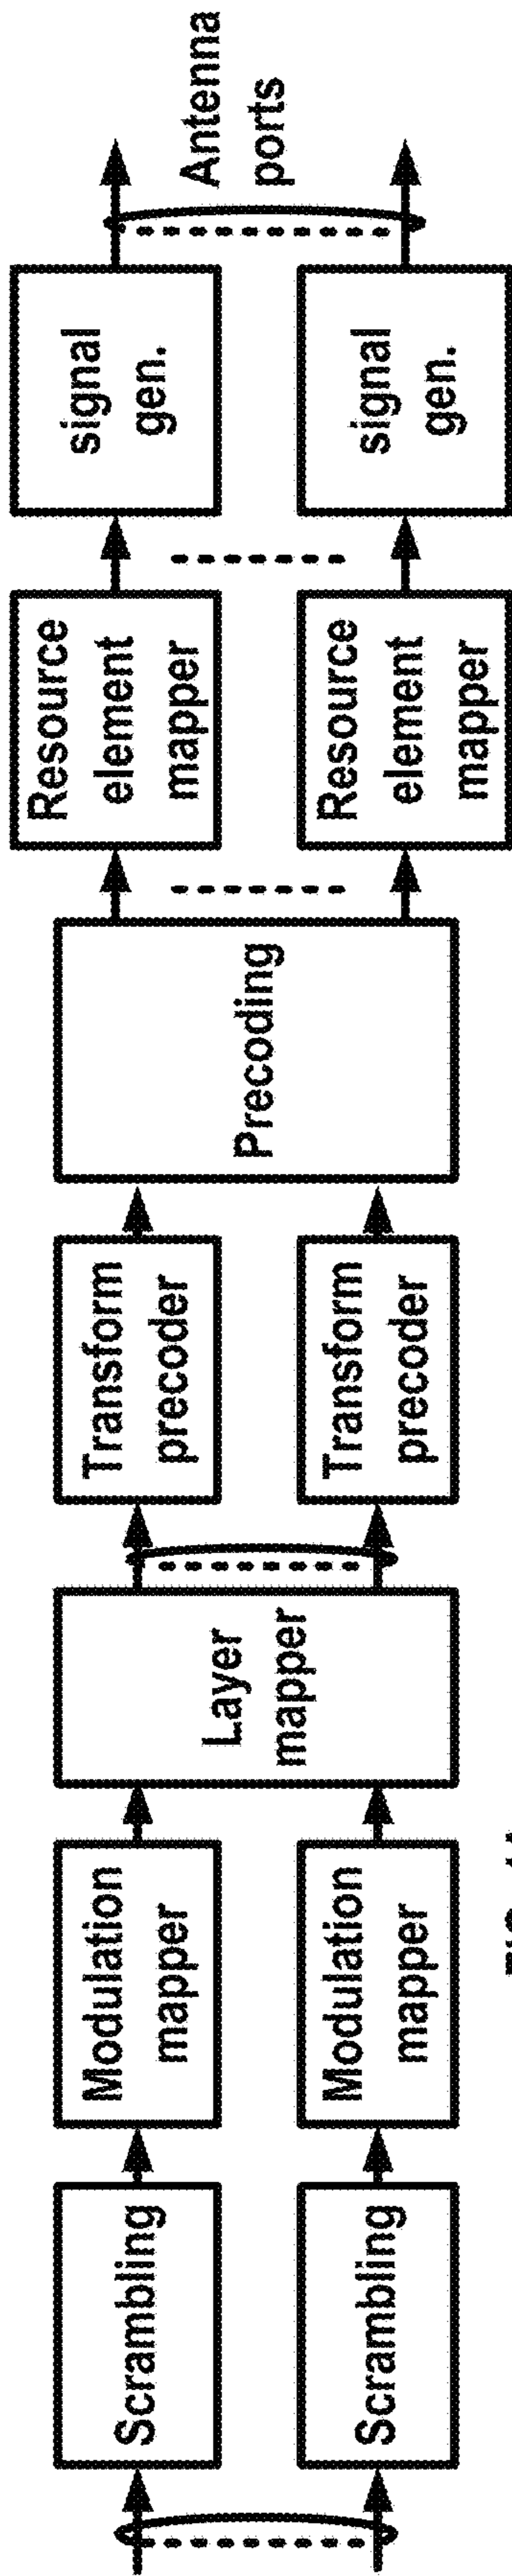 Scrambling
Modulation
mapper
Layer
mapper
Transform
precoder
Precoding
Resource
element
mapper
signal
gen.
Antenna
ports
Scrambling
Modulation
mapper
Transform
precoder
Resource
element
mapper
signal
gen.